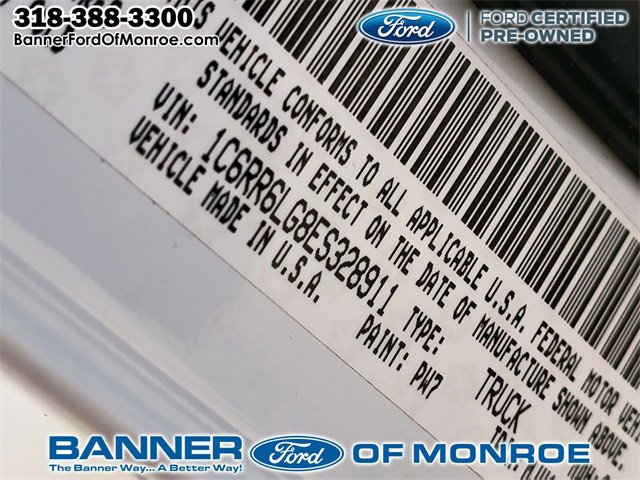 318-388-3300
BannerFordOfMonroe.com
Ford
FORD CERTIFIED
PRE-OWNED
VEHICLE CONFORMS TO ALL APPLICABLE U.S.A. FEDERAL MOTOR
STANDARDS IN EFFECT ON THE DATE OF MANUFACTURE SHOWN ABOVE.
VIN: 1C6RR6LG8ES328911 TYPE: TRUCK
VEHICLE MADE IN U.S.A. PAINT: PW7
BANNER Ford OF MONROE
The Banner Way... A Better Way!